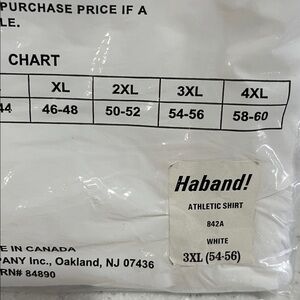 PURCHASE PRICE IF A
LE.
CHART
XL 2XL 3XL 4XL
44 46-48 50-52 54-56 58-60
Haband!
ATHLETIC SHIRT
842A
WHITE
3XL (54-56)
E IN CANADA
PANY Inc., Oakland, NJ 07436
RN# 84890